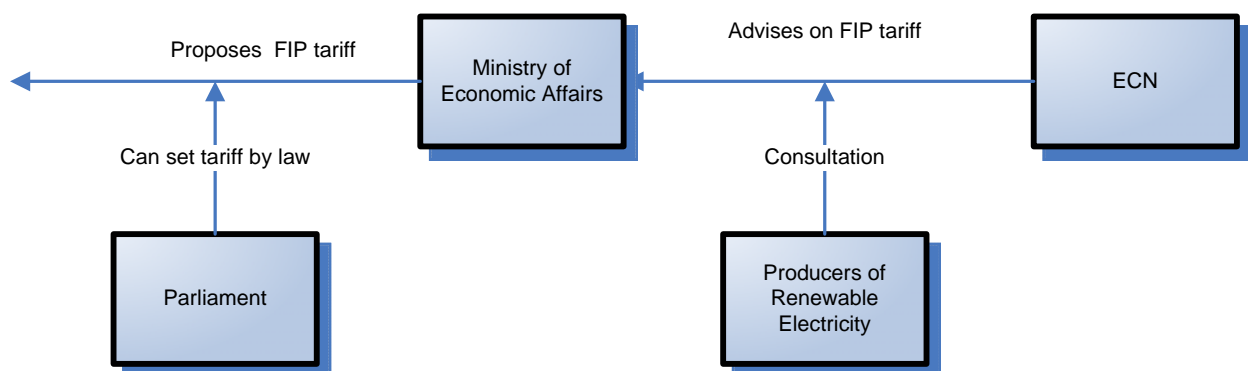 Proposes FIP tariff
Ministry of
Economic Affairs
Advises on FIP tariff
ECN
Can set tariff by law
Consultation
Parliament
Producers of
Renewable
Electricity